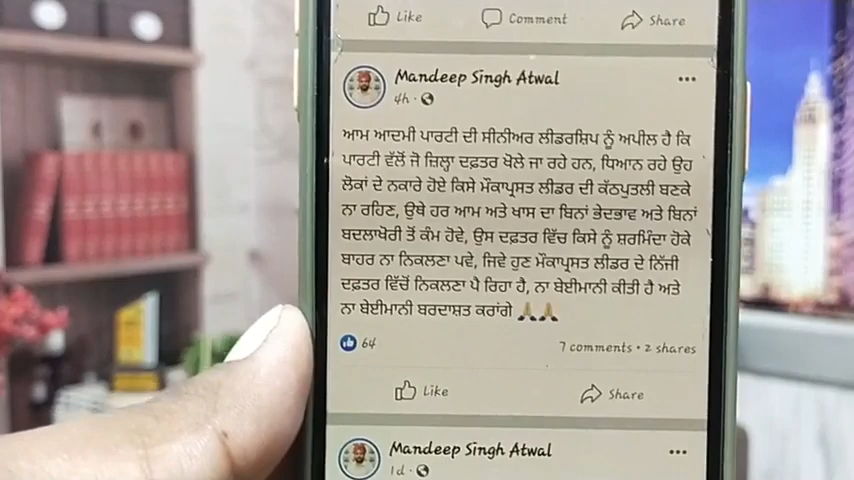 Like Comment Share
Mandeep Singh Atwal
4h
ਆਮ ਆਦਮੀ ਪਾਰਟੀ ਦੀ ਸੀਨੀਅਰ ਲੀਡਰਸ਼ਿਪ ਨੂੰ ਅਪੀਲ ਹੈ ਕਿ
ਪਾਰਟੀ ਵੱਲੋਂ ਜੋ ਜ਼ਿਲ੍ਹਾ ਦਫ਼ਤਰ ਖੋਲੇ ਜਾ ਰਹੇ ਹਨ, ਧਿਆਨ ਰਹੇ ਉਹ
ਲੋਕਾਂ ਦੇ ਨਕਾਰੇ ਹੋਏ ਕਿਸੇ ਮੌਕਾਪ੍ਰਸਤ ਲੀਡਰ ਦੀ ਕੱਠਪੁਤਲੀ ਬਣਕੇ
ਨਾ ਰਹਿਣ, ਉਥੇ ਹਰ ਆਮ ਅਤੇ ਖਾਸ ਦਾ ਬਿਨਾਂ ਭੇਦਭਾਵ ਅਤੇ ਬਿਨਾਂ
ਬਦਲਾਖੋਰੀ ਤੋਂ ਕੰਮ ਹੋਵੇ, ਉਸ ਦਫ਼ਤਰ ਵਿੱਚ ਕਿਸੇ ਨੂੰ ਸ਼ਰਮਿੰਦਾ ਹੋਕੇ
ਬਾਹਰ ਨਾ ਨਿਕਲਣਾ ਪਵੇ, ਜਿਵੇ ਹੁਣ ਮੌਕਾਪ੍ਰਸਤ ਲੀਡਰ ਦੇ ਨਿੱਜੀ
ਦਫ਼ਤਰ ਵਿੱਚੋਂ ਨਿਕਲਣਾ ਪੈ ਰਿਹਾ ਹੈ, ਨਾ ਬੇਈਮਾਨੀ ਕੀਤੀ ਹੈ ਅਤੇ
ਨਾ ਬੇਈਮਾਨੀ ਬਰਦਾਸ਼ਤ ਕਰਾਂਗੇ 🙏🙏
64 7 comments • 2 shares
Like Share
Mandeep Singh Atwal
1d